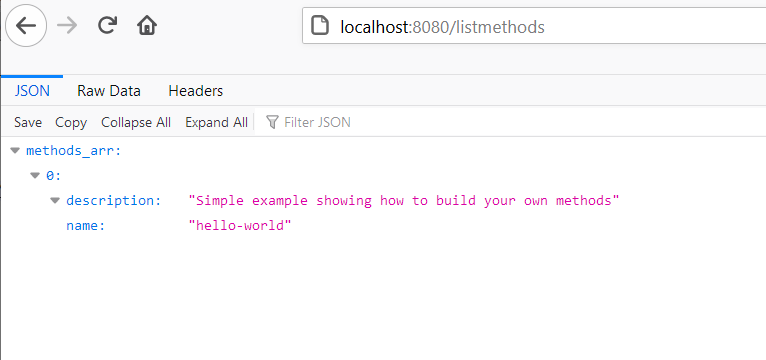 localhost:8080/listmethods
JSON Raw Data Headers
Save Copy Collapse All Expand All Filter JSON
methods_arr:
0:
description: "Simple example showing how to build your own methods"
name: "hello-world"